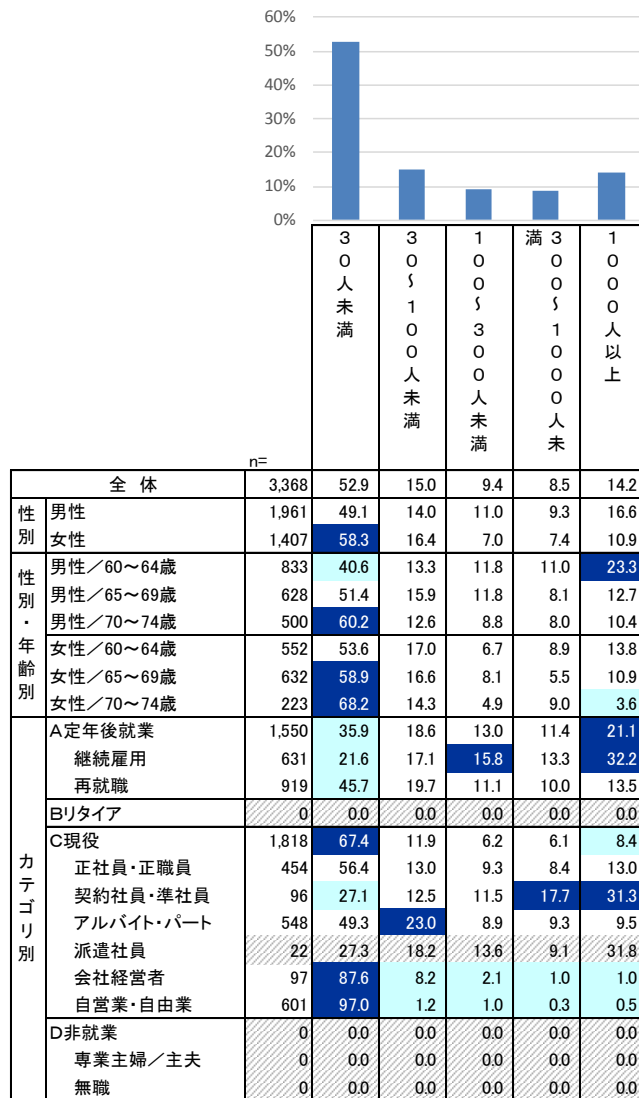 60%
50%
40%
30%
20%
10%
0%
30人未満
30~100人未満
100~300人未満
300~1000人未満
1000人以上
n=
全 体 3,368 52.9 15.0 9.4 8.5 14.2
性別
男性 1,961 49.1 14.0 11.0 9.3 16.6
女性 1,407 58.3 16.4 7.0 7.4 10.9
性別・年齢別
男性/60~64歳 833 40.6 13.3 11.8 11.0 23.3
男性/65~69歳 628 51.4 15.9 11.8 8.1 12.7
男性/70~74歳 500 60.2 12.6 8.8 8.0 10.4
女性/60~64歳 552 53.6 17.0 6.7 8.9 13.8
女性/65~69歳 632 58.9 16.6 8.1 5.5 10.9
女性/70~74歳 223 68.2 14.3 4.9 9.0 3.6
カテゴリ別
A定年後就業 1,550 35.9 18.6 13.0 11.4 21.1
継続雇用 631 21.6 17.1 15.8 13.3 32.2
再就職 919 45.7 19.7 11.1 10.0 13.5
Bリタイア 0 0.0 0.0 0.0 0.0 0.0
C現役 1,818 67.4 11.9 6.2 6.1 8.4
正社員・正職員 454 56.4 13.0 9.3 8.4 13.0
契約社員・準社員 96 27.1 12.5 11.5 17.7 31.3
アルバイト・パート 548 49.3 23.0 8.9 9.3 9.5
派遣社員 22 27.3 18.2 13.6 9.1 31.8
会社経営者 97 87.6 8.2 2.1 1.0 1.0
自営業・自由業 601 97.0 1.2 1.0 0.3 0.5
D非就業 0 0.0 0.0 0.0 0.0 0.0
専業主婦/主夫 0 0.0 0.0 0.0 0.0 0.0
無職 0 0.0 0.0 0.0 0.0 0.0